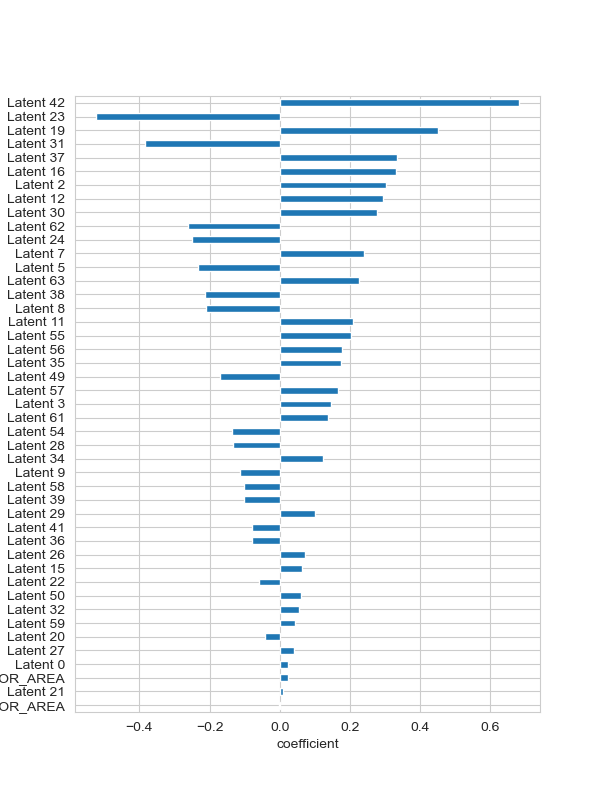 Latent 42
Latent 23
Latent 19
Latent 31
Latent 37
Latent 16
Latent 2
Latent 12
Latent 30
Latent 62
Latent 24
Latent 7
Latent 5
Latent 63
Latent 38
Latent 8
Latent 11
Latent 55
Latent 56
Latent 35
Latent 49
Latent 57
Latent 3
Latent 61
Latent 54
Latent 28
Latent 34
Latent 9
Latent 58
Latent 39
Latent 29
Latent 41
Latent 36
Latent 26
Latent 15
Latent 22
Latent 50
Latent 32
Latent 59
Latent 20
Latent 27
Latent 0
OR_AREA
Latent 21
OR_AREA
−0.4 −0.2 0.0 0.2 0.4 0.6
coefficient